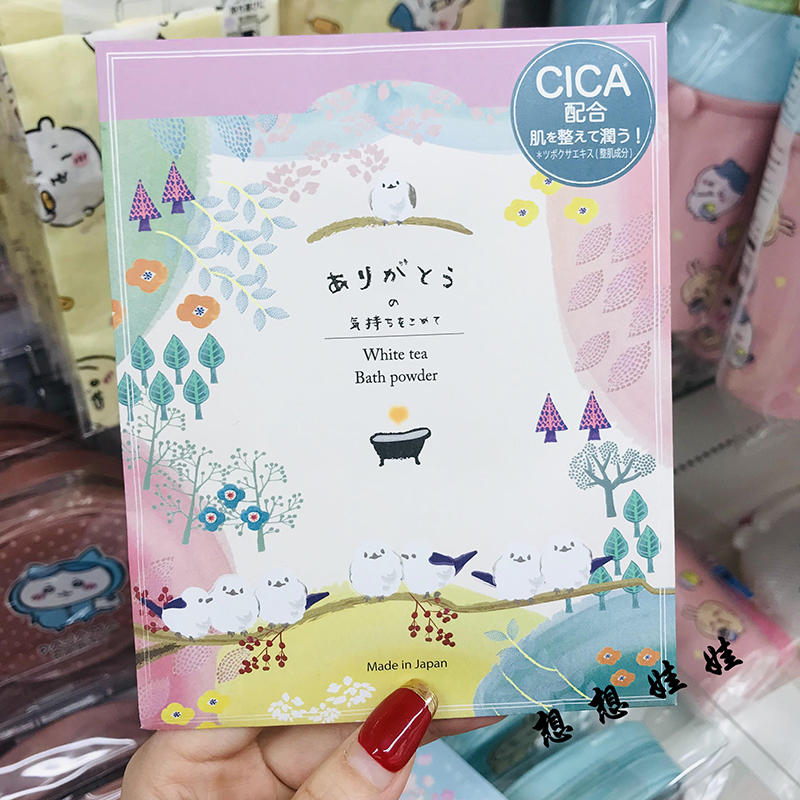 CICA*
配合
肌を整えて潤う!
*ツボクサエキス(整肌成分)
ありがとう
の
気持ちをこめて
White tea
Bath powder
Made in Japan
想想娃娃